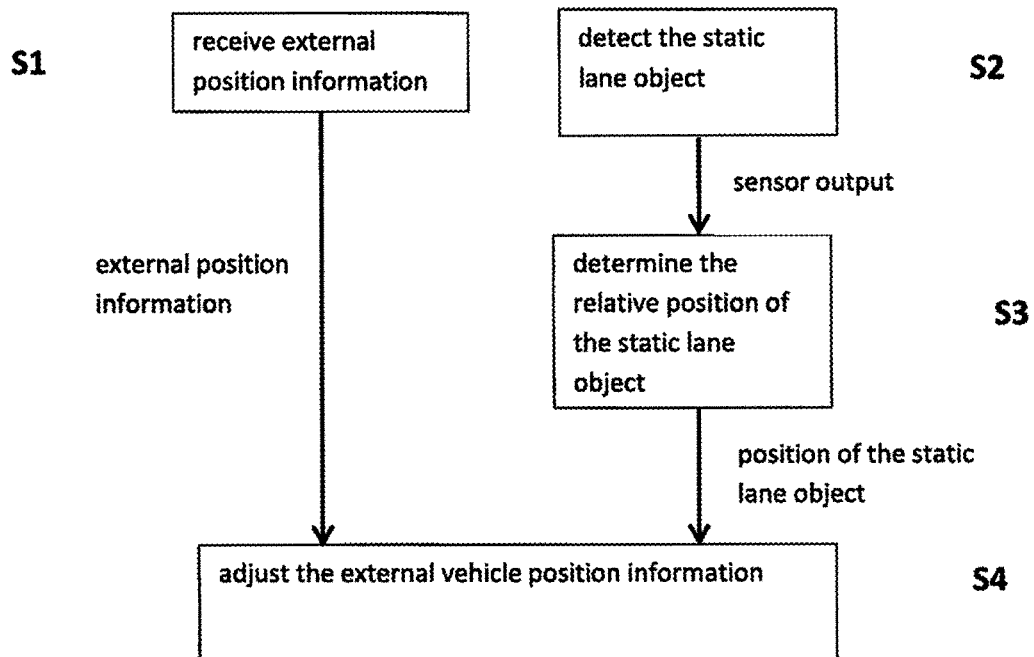 S1
receive external
position information
detect the static
lane object
S2
sensor output
external position
information
determine the
relative position of
the static lane
object
S3
position of the static
lane object
adjust the external vehicle position information
S4